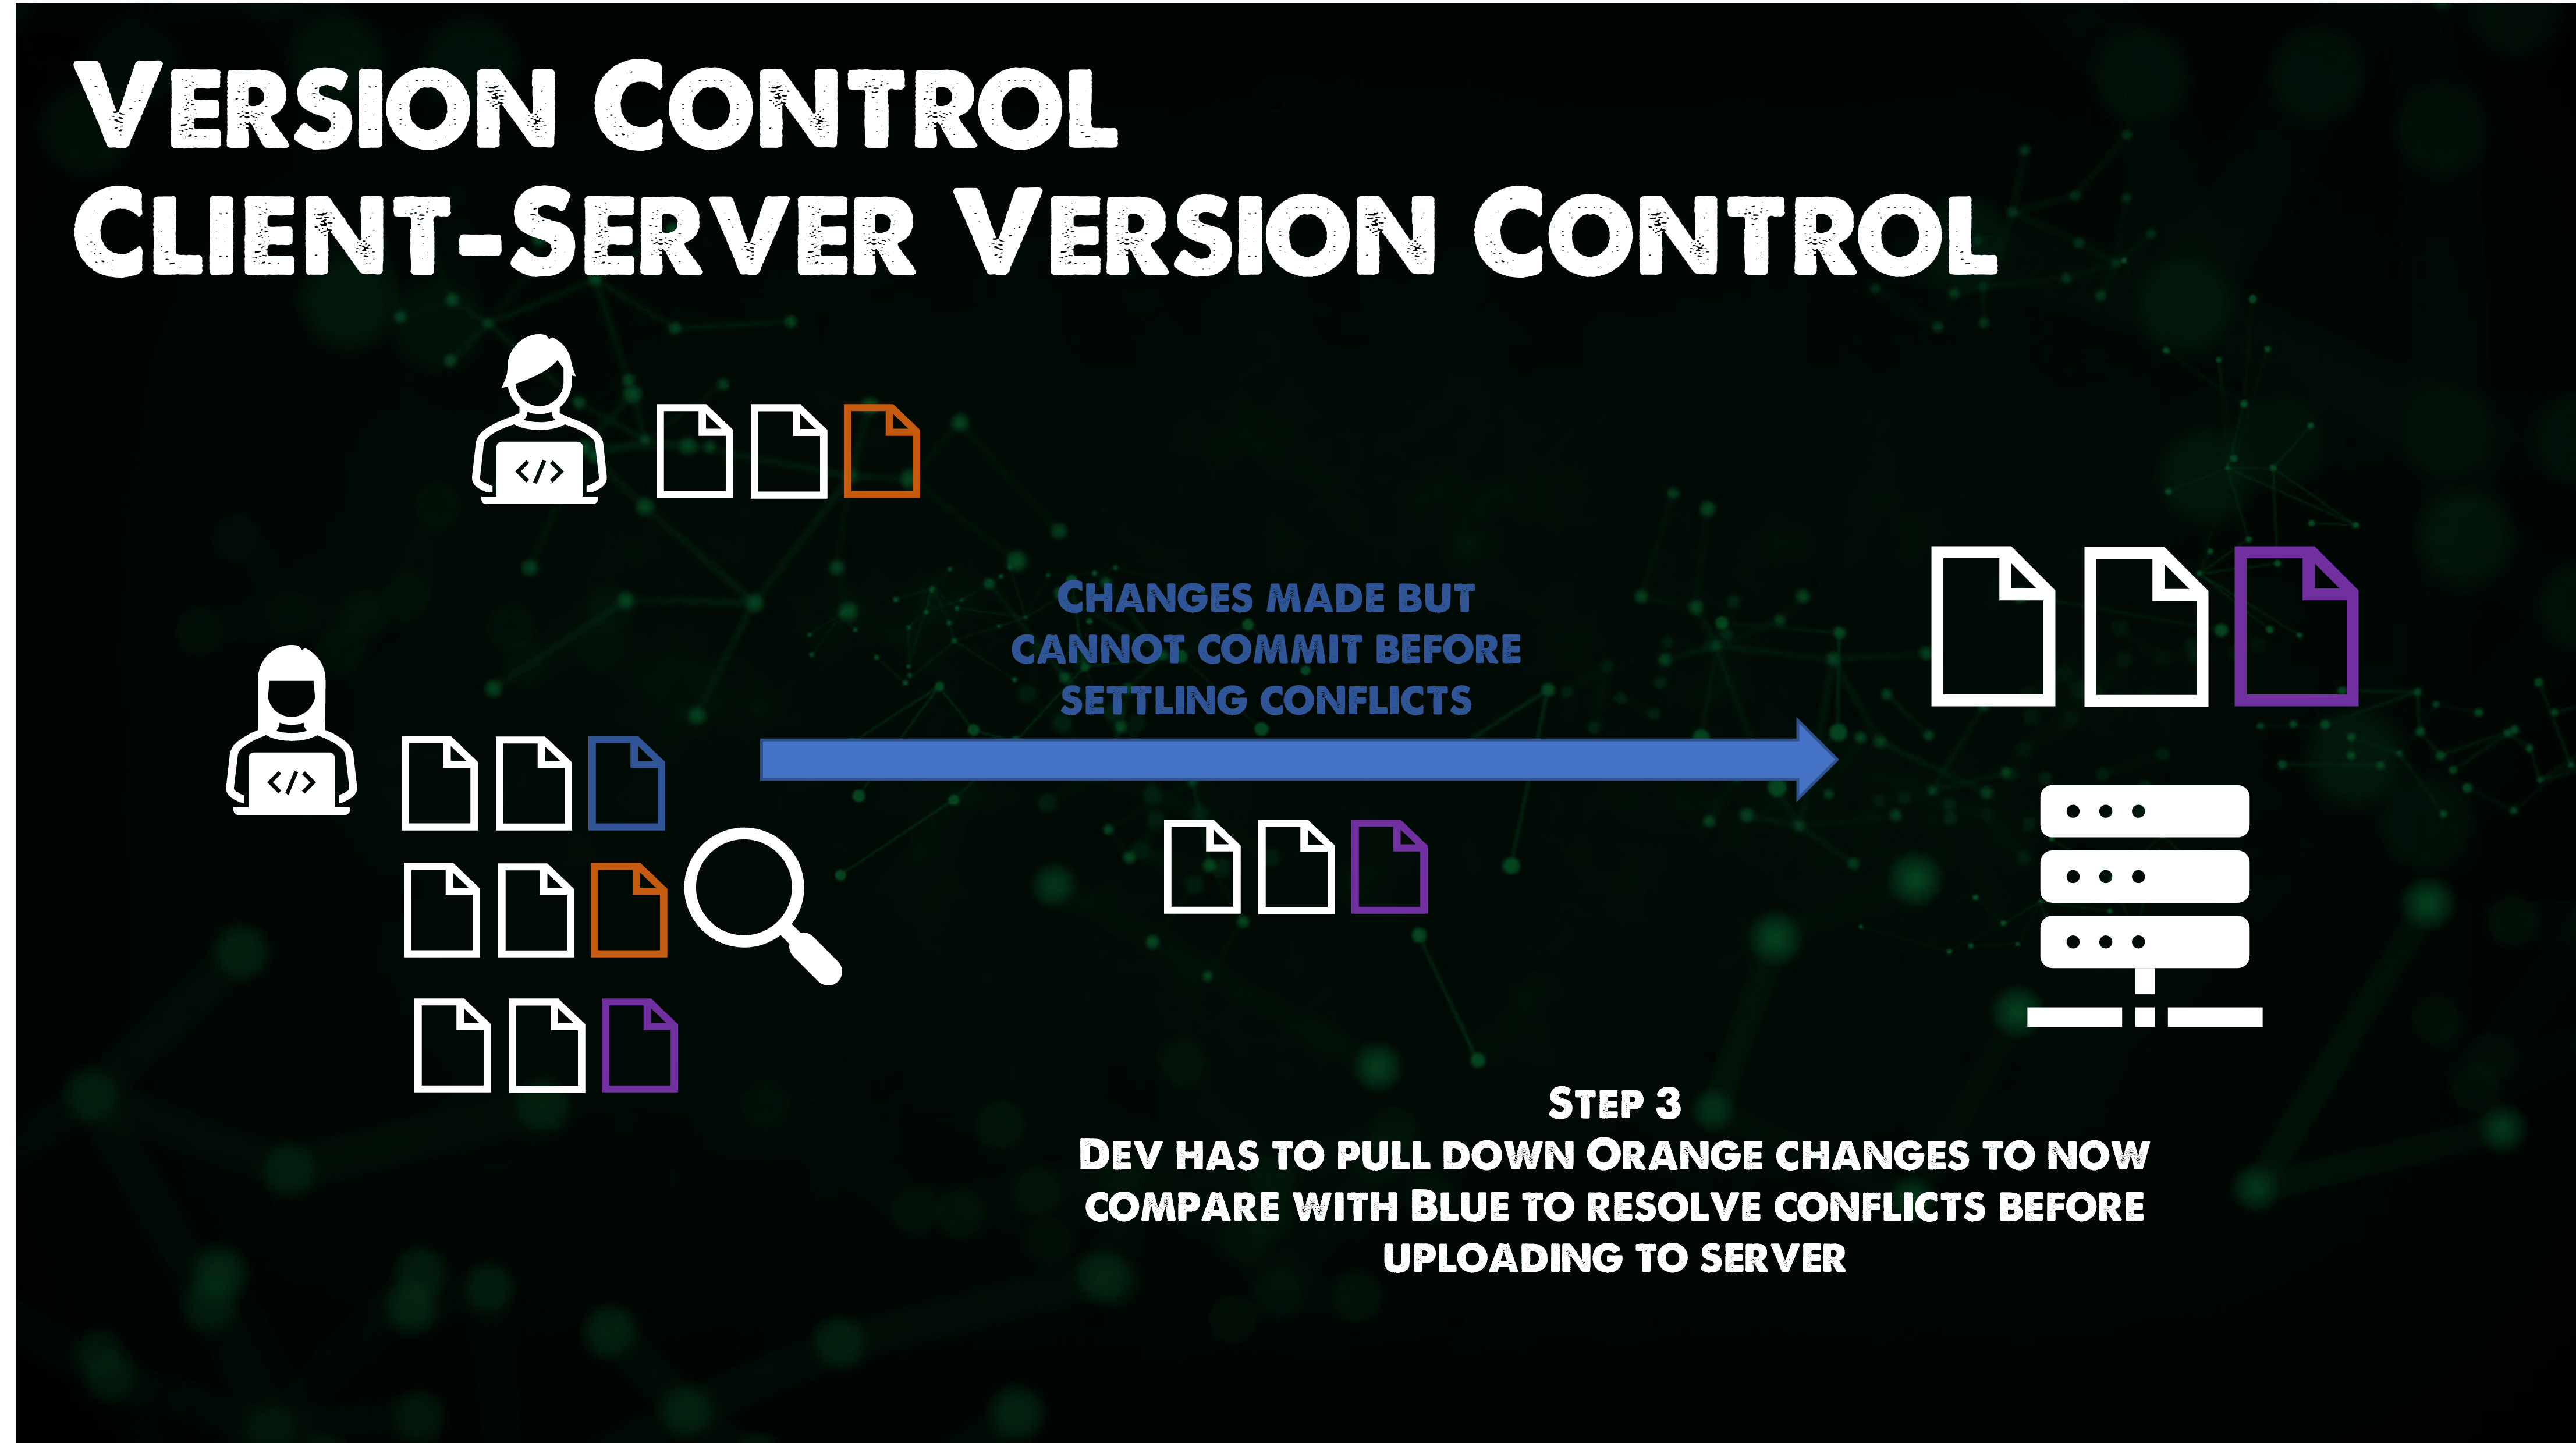 Version Control
Client-Server Version Control
</>
Changes made but
cannot commit before
settling conflicts
</>
Step 3
Dev has to pull down Orange changes to now
compare with Blue to resolve conflicts before
uploading to server